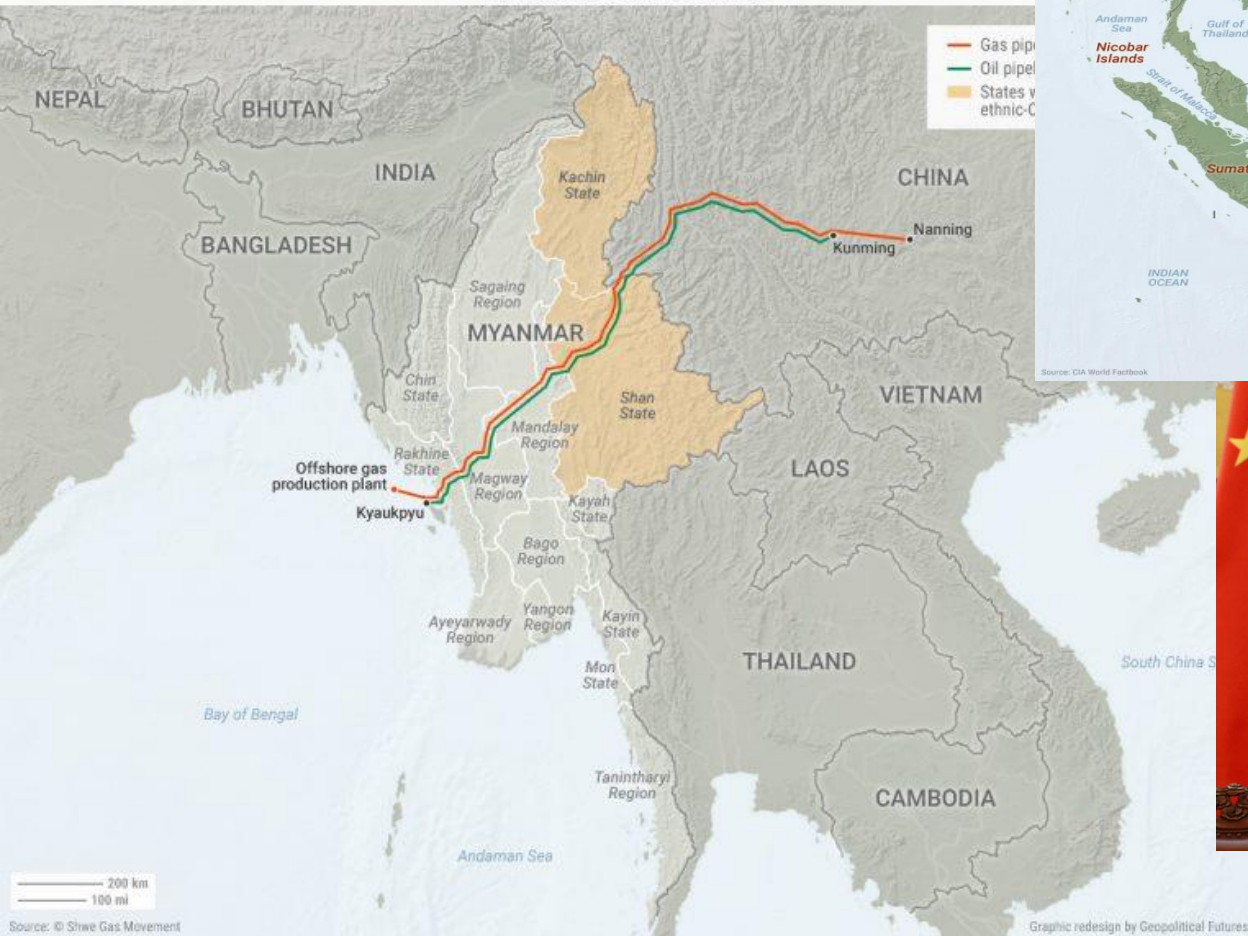 NEPAL
BHUTAN
INDIA
BANGLADESH
Kachin
State
CHINA
Nanning
Kunming
Sagaing
Region
MYANMAR
Chin
State
Shan
State
Mandalay
Region
Rakhine
State
Magway
Region
Offshore gas
production plant
Kyaukpyu
Kayah
State
Bago
Region
Yangon
Region
Ayeyarwady
Region
Kayin
State
Mon
State
Tanintharyi
Region
VIETNAM
LAOS
THAILAND
CAMBODIA
Bay of Bengal
Andaman Sea
South China S
Gas pip
Oil pipel
States w
ethnic-C
Andaman
Sea
Gulf of
Thailand
Nicobar
Islands
Strait of Malacca
Sumat
INDIAN
OCEAN
Source: CIA World Factbook
200 km
100 mi
Source: © Shwe Gas Movement
Graphic redesign by Geopolitical Futures